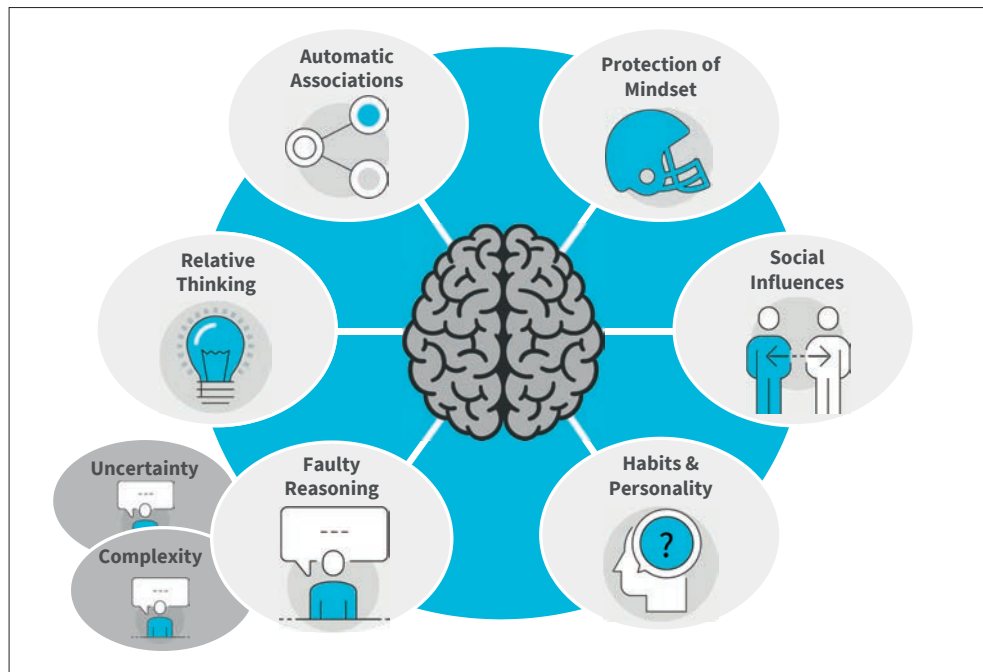 Automatic
Associations
Protection of
Mindset
Relative
Thinking
Social
Influences
Uncertainty
---
Complexity
---
Faulty
Reasoning
---
Habits &
Personality
?